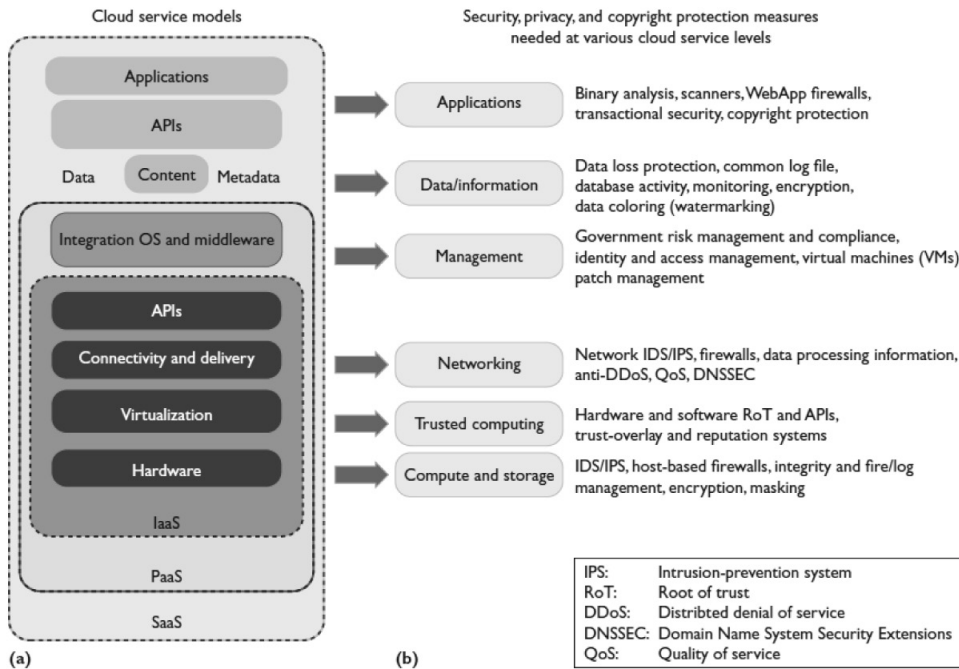 Cloud service models
Applications
APIs
Data
Content
Metadata
Integration OS and middleware
APIs
Connectivity and delivery
Virtualization
Hardware
IaaS
PaaS
SaaS
(a)
Security, privacy, and copyright protection measures
needed at various cloud service levels
Applications
Binary analysis, scanners, WebApp firewalls,
transactional security, copyright protection
Data/information
Data loss protection, common log file,
database activity, monitoring, encryption,
data coloring (watermarking)
Management
Government risk management and compliance,
identity and access management, virtual machines (VMs)
patch management
Networking
Network IDS/IPS, firewalls, data processing information,
anti-DDoS, QoS, DNSSEC
Trusted computing
Hardware and software RoT and APIs,
trust-overlay and reputation systems
Compute and storage
IDS/IPS, host-based firewalls, integrity and fire/log
management, encryption, masking
IPS: Intrusion-prevention system
RoT: Root of trust
DDoS: Distribted denial of service
DNSSEC: Domain Name System Security Extensions
QoS: Quality of service
(b)